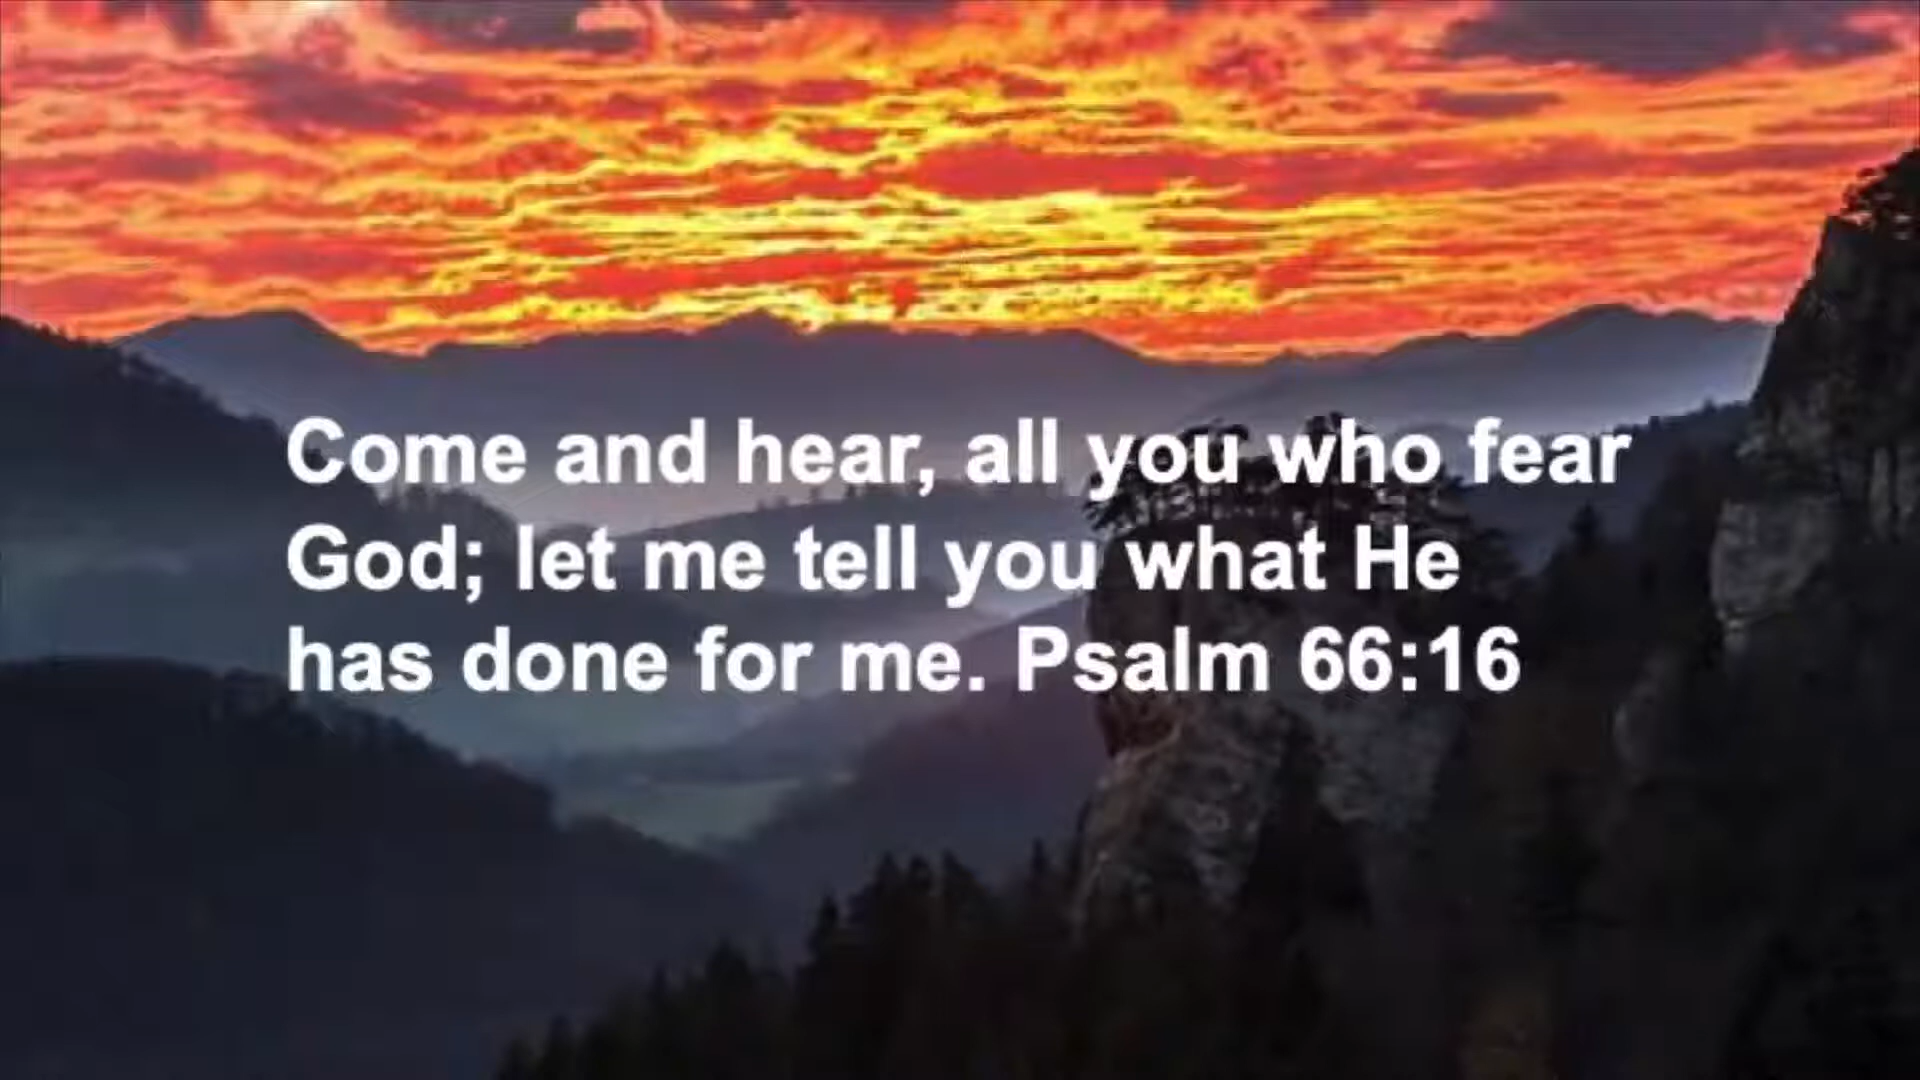 Come and hear, all you who fear
God; let me tell you what He
has done for me. Psalm 66:16